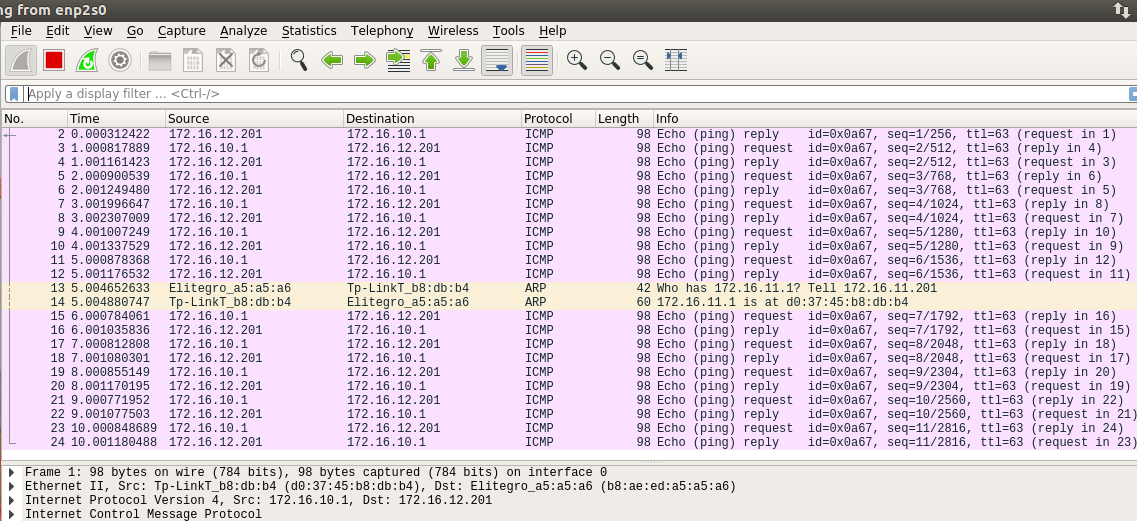 ng from enp2s0
File Edit View Go Capture Analyze Statistics Telephony Wireless Tools Help
Apply a display filter ... <Ctrl-/>
No. Time Source Destination Protocol Length Info
2 0.000312422 172.16.12.201 172.16.10.1 ICMP 98 Echo (ping) reply id=0x0a67, seq=1/256, ttl=63 (request in 1)
3 1.000817889 172.16.10.1 172.16.12.201 ICMP 98 Echo (ping) request id=0x0a67, seq=2/512, ttl=63 (reply in 4)
4 1.001161423 172.16.12.201 172.16.10.1 ICMP 98 Echo (ping) reply id=0x0a67, seq=2/512, ttl=63 (request in 3)
5 2.000900539 172.16.10.1 172.16.12.201 ICMP 98 Echo (ping) request id=0x0a67, seq=3/768, ttl=63 (reply in 6)
6 2.001249480 172.16.12.201 172.16.10.1 ICMP 98 Echo (ping) reply id=0x0a67, seq=3/768, ttl=63 (request in 5)
7 3.001996647 172.16.10.1 172.16.12.201 ICMP 98 Echo (ping) request id=0x0a67, seq=4/1024, ttl=63 (reply in 8)
8 3.002307009 172.16.12.201 172.16.10.1 ICMP 98 Echo (ping) reply id=0x0a67, seq=4/1024, ttl=63 (request in 7)
9 4.001007249 172.16.10.1 172.16.12.201 ICMP 98 Echo (ping) request id=0x0a67, seq=5/1280, ttl=63 (reply in 10)
10 4.001337529 172.16.12.201 172.16.10.1 ICMP 98 Echo (ping) reply id=0x0a67, seq=5/1280, ttl=63 (request in 9)
11 5.000878368 172.16.10.1 172.16.12.201 ICMP 98 Echo (ping) request id=0x0a67, seq=6/1536, ttl=63 (reply in 12)
12 5.001176532 172.16.12.201 172.16.10.1 ICMP 98 Echo (ping) reply id=0x0a67, seq=6/1536, ttl=63 (request in 11)
13 5.004652633 Elitegro_a5:a5:a6 Tp-LinkT_b8:db:b4 ARP 42 Who has 172.16.11.1? Tell 172.16.11.201
14 5.004880747 Tp-LinkT_b8:db:b4 Elitegro_a5:a5:a6 ARP 60 172.16.11.1 is at d0:37:45:b8:db:b4
15 6.000784061 172.16.10.1 172.16.12.201 ICMP 98 Echo (ping) request id=0x0a67, seq=7/1792, ttl=63 (reply in 16)
16 6.001035836 172.16.12.201 172.16.10.1 ICMP 98 Echo (ping) reply id=0x0a67, seq=7/1792, ttl=63 (request in 15)
17 7.000812808 172.16.10.1 172.16.12.201 ICMP 98 Echo (ping) request id=0x0a67, seq=8/2048, ttl=63 (reply in 18)
18 7.001080301 172.16.12.201 172.16.10.1 ICMP 98 Echo (ping) reply id=0x0a67, seq=8/2048, ttl=63 (request in 17)
19 8.000855149 172.16.10.1 172.16.12.201 ICMP 98 Echo (ping) request id=0x0a67, seq=9/2304, ttl=63 (reply in 20)
20 8.001170195 172.16.12.201 172.16.10.1 ICMP 98 Echo (ping) reply id=0x0a67, seq=9/2304, ttl=63 (request in 19)
21 9.000771952 172.16.10.1 172.16.12.201 ICMP 98 Echo (ping) request id=0x0a67, seq=10/2560, ttl=63 (reply in 22)
22 9.001077503 172.16.12.201 172.16.10.1 ICMP 98 Echo (ping) reply id=0x0a67, seq=10/2560, ttl=63 (request in 21)
23 10.000848689 172.16.10.1 172.16.12.201 ICMP 98 Echo (ping) request id=0x0a67, seq=11/2816, ttl=63 (reply in 24)
24 10.001180488 172.16.12.201 172.16.10.1 ICMP 98 Echo (ping) reply id=0x0a67, seq=11/2816, ttl=63 (request in 23)
Frame 1: 98 bytes on wire (784 bits), 98 bytes captured (784 bits) on interface 0
Ethernet II, Src: Tp-LinkT_b8:db:b4 (d0:37:45:b8:db:b4), Dst: Elitegro_a5:a5:a6 (b8:ae:ed:a5:a5:a6)
Internet Protocol Version 4, Src: 172.16.10.1, Dst: 172.16.12.201
Internet Control Message Protocol